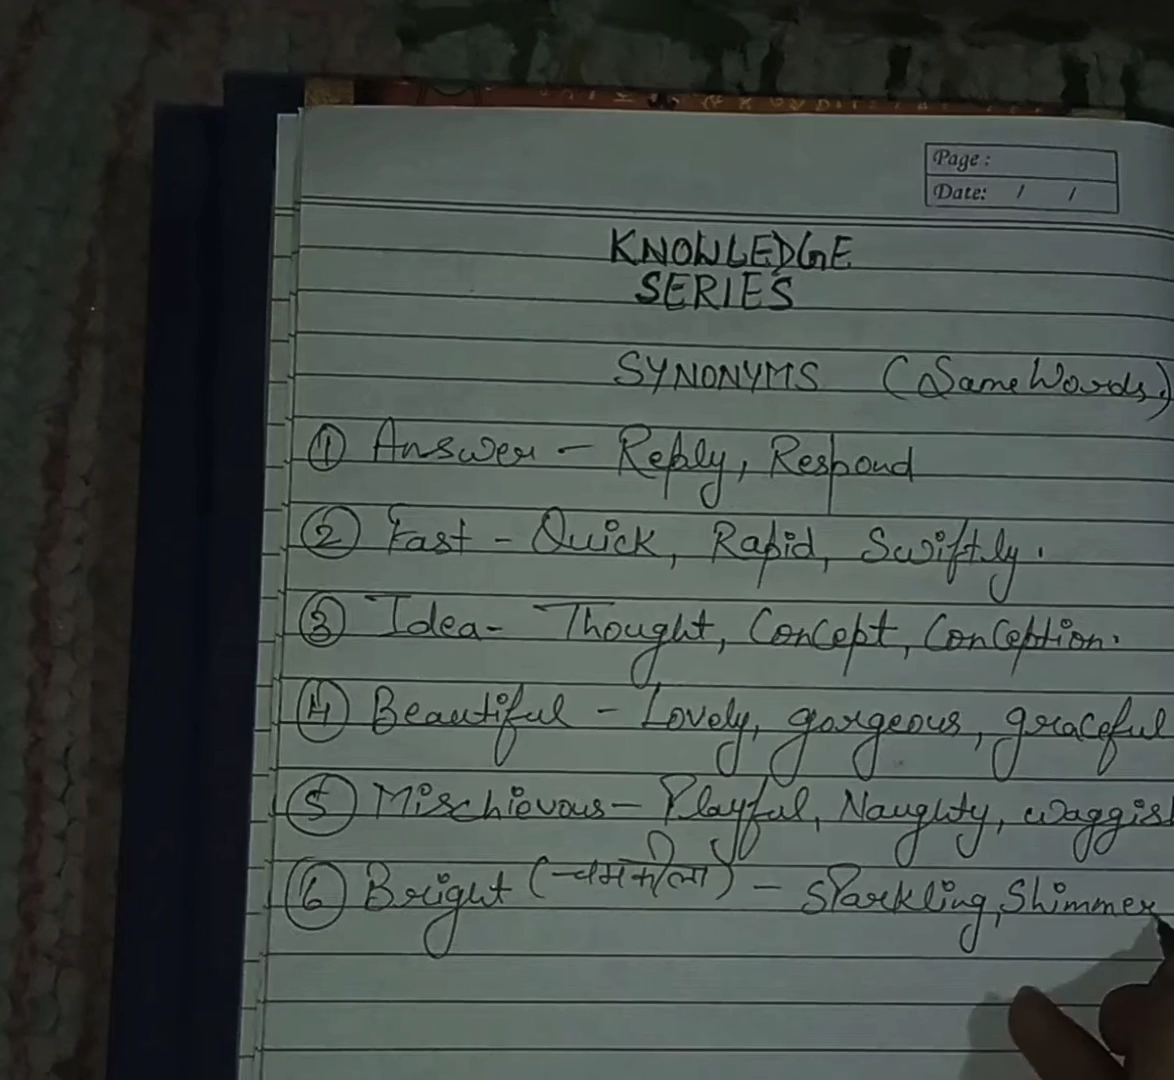 Page :
Date: / /
KNOWLEDGE
SERIES
SYNONYMS (Same Words)
① Answer - Reply, Respond
② Fast - Quick, Rapid, Swiftly.
③ Idea - Thought, Concept, Conception.
④ Beautiful - Lovely, gorgeous, graceful
⑤ Mischievous - Playful, Naughty, waggish
⑥ Bright (चमकीला) - Sparkling, Shimmer